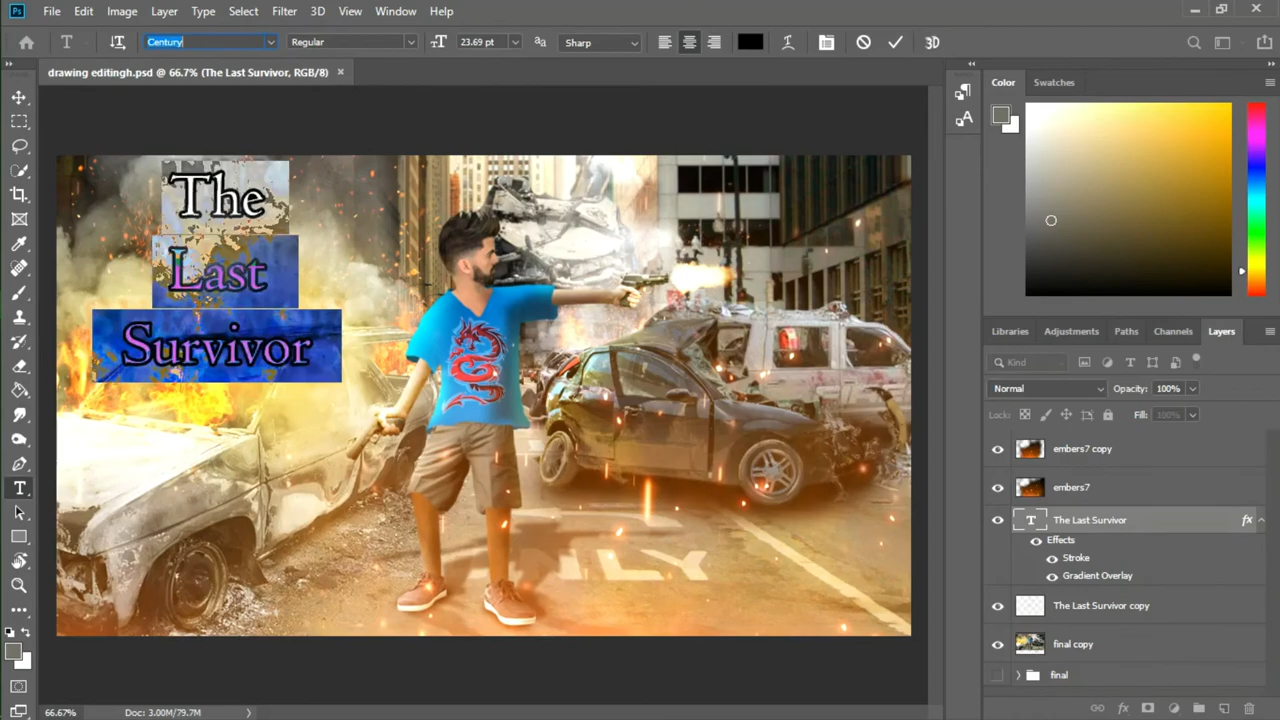 Ps File Edit Image Layer Type Select Filter 3D View Window Help
Century Regular 23.69 pt Sharp 3D
drawing editingh.psd @ 66.7% (The Last Survivor, RGB/8) ×
The
Last
Survivor
ONLY
66.67% Doc: 3.00M/79.7M
Color Swatches
Libraries Adjustments Paths Channels Layers
Kind
Normal Opacity: 100%
Lock: Fill: 100%
embers7 copy
embers7
The Last Survivor fx
Effects
Stroke
Gradient Overlay
The Last Survivor copy
final copy
final
fx